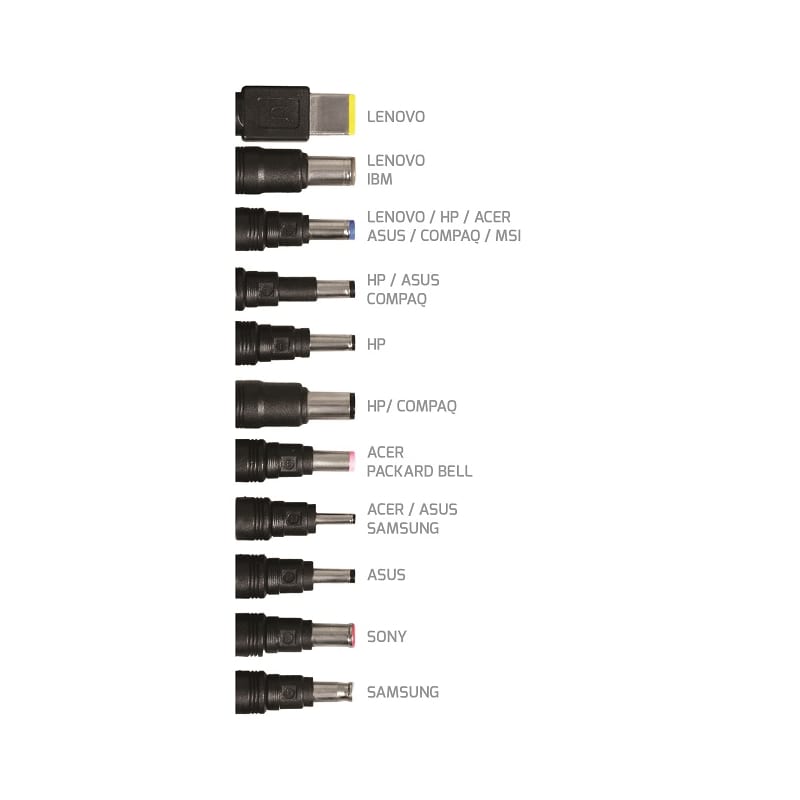 LENOVO
LENOVO
IBM
LENOVO / HP / ACER
ASUS / COMPAQ / MSI
HP / ASUS
COMPAQ
HP
HP/ COMPAQ
ACER
PACKARD BELL
ACER / ASUS
SAMSUNG
ASUS
SONY
SAMSUNG